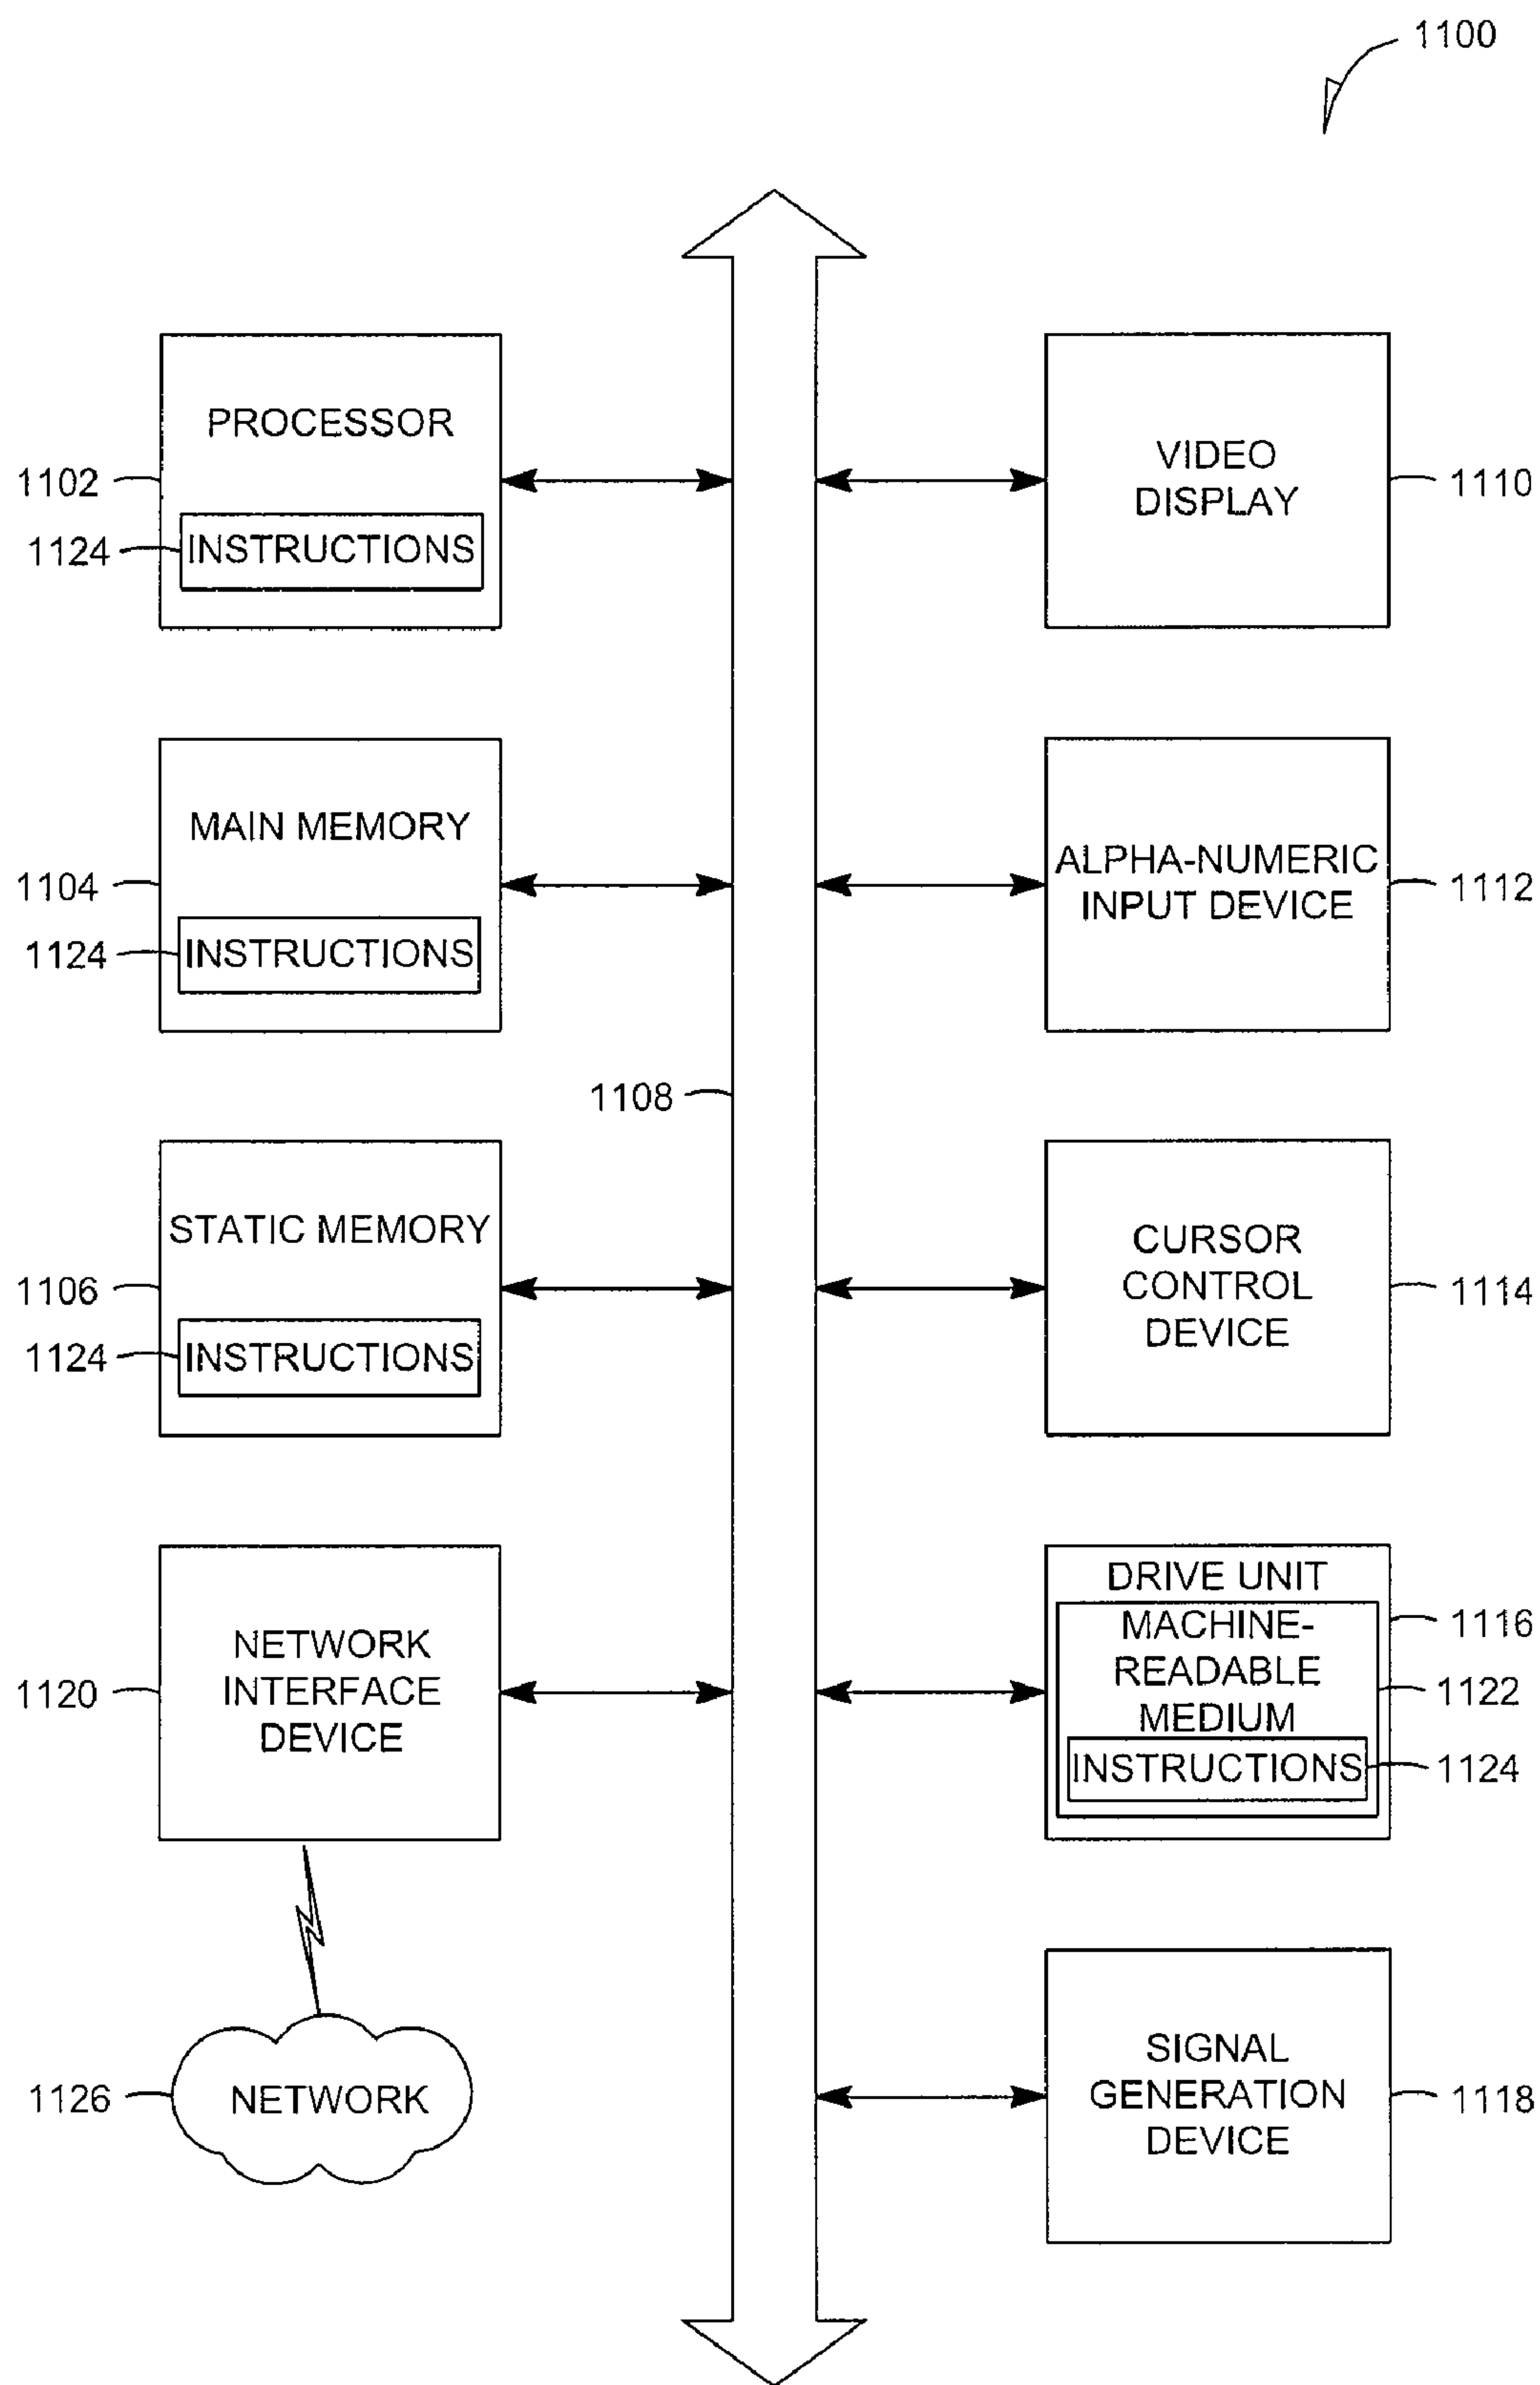 1100
PROCESSOR
1102
1124
INSTRUCTIONS
VIDEO
DISPLAY
1110
MAIN MEMORY
1104
1124
INSTRUCTIONS
ALPHA-NUMERIC
INPUT DEVICE
1112
1108
STATIC MEMORY
1106
1124
INSTRUCTIONS
CURSOR
CONTROL
DEVICE
1114
NETWORK
INTERFACE
DEVICE
1120
DRIVE UNIT
1116
MACHINE-
READABLE
MEDIUM
1122
INSTRUCTIONS
1124
1126
NETWORK
SIGNAL
GENERATION
DEVICE
1118